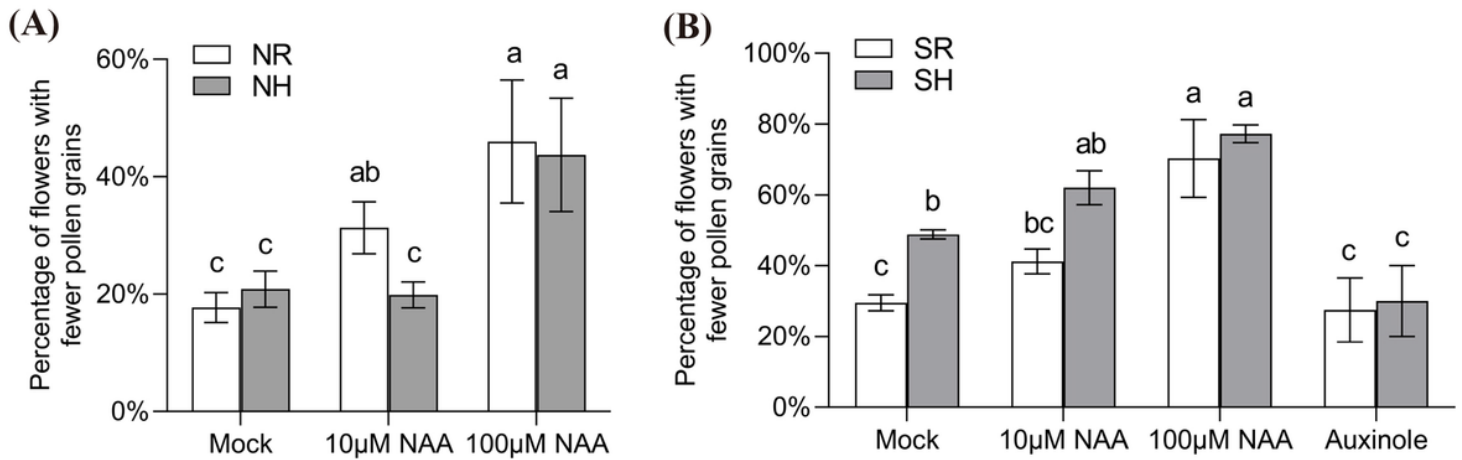 (A)
Percentage of flowers with
fewer pollen grains
60%
40%
20%
0%
NR
NH
c
c
ab
c
a
a
Mock
10μM NAA
100μM NAA
(B)
Percentage of flowers with
fewer pollen grains
100%
80%
60%
40%
20%
0%
SR
SH
c
b
bc
ab
a
a
c
c
Mock
10μM NAA
100μM NAA
Auxinole